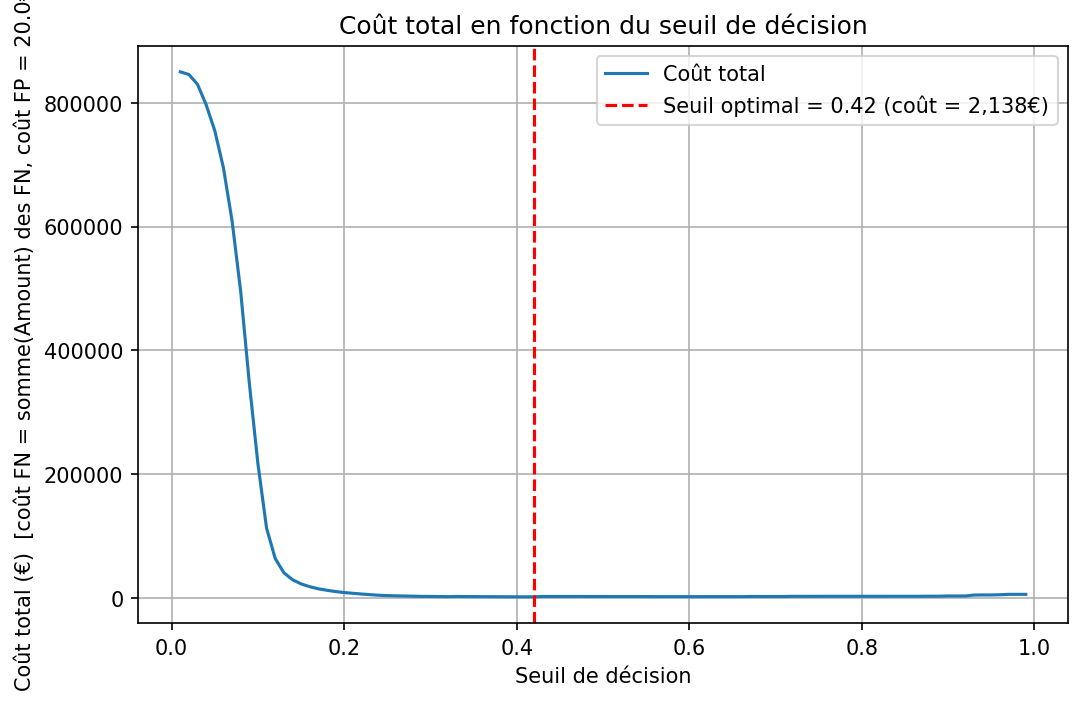 Coût total en fonction du seuil de décision
Coût total (€)  [coût FN = somme(Amount) des FN, coût FP = 20.0
800000
600000
400000
200000
0
Coût total
Seuil optimal = 0.42 (coût = 2,138€)
0.0 0.2 0.4 0.6 0.8 1.0
Seuil de décision